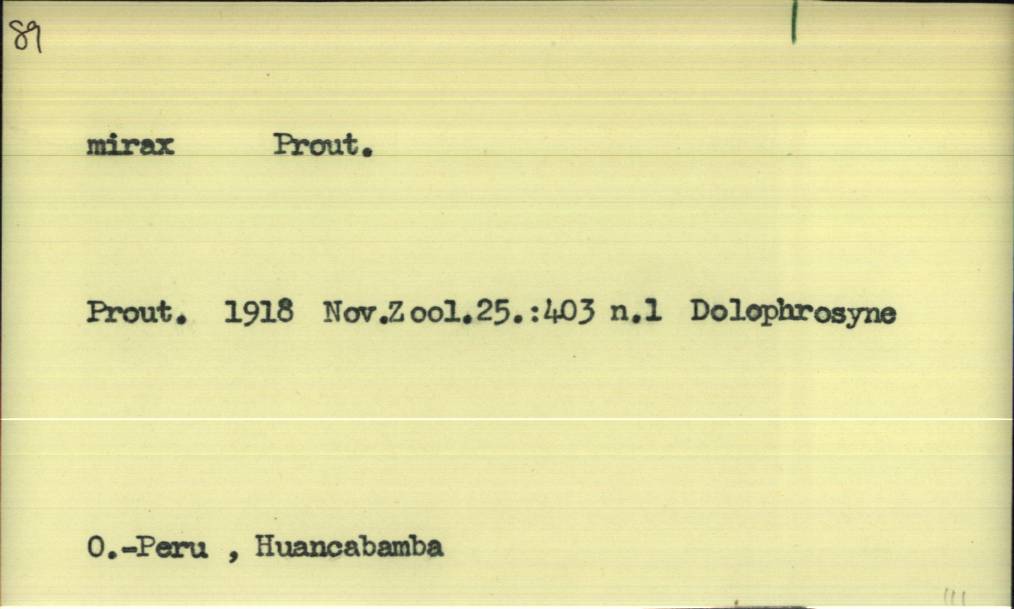 89
mirax Prout.
Prout. 1918 Nov.Zool.25.:403 n.1 Dolophrosyne
O.-Peru , Huancabamba